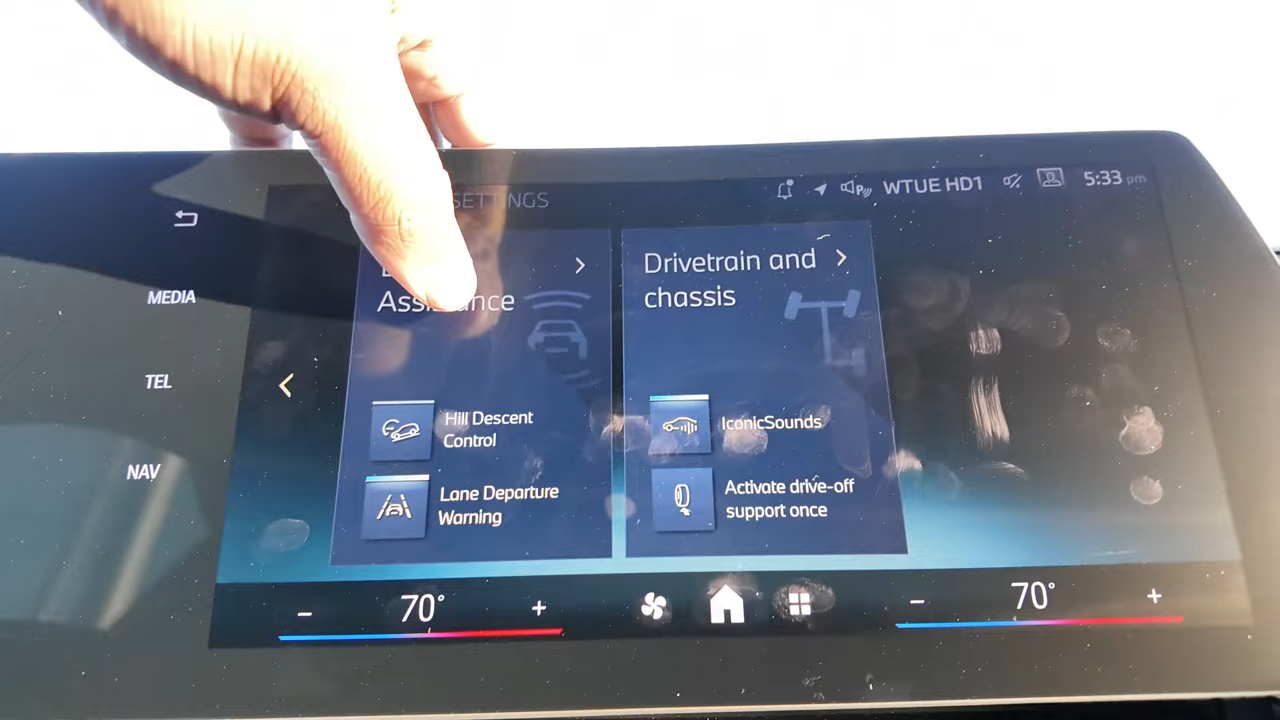 SETTINGS
WTUE HD1
5:33 pm
MEDIA
TEL
NAV
Assistance
Hill Descent
Control
Lane Departure
Warning
Drivetrain and
chassis
IconicSounds
Activate drive-off
support once
- 70° +
- 70° +